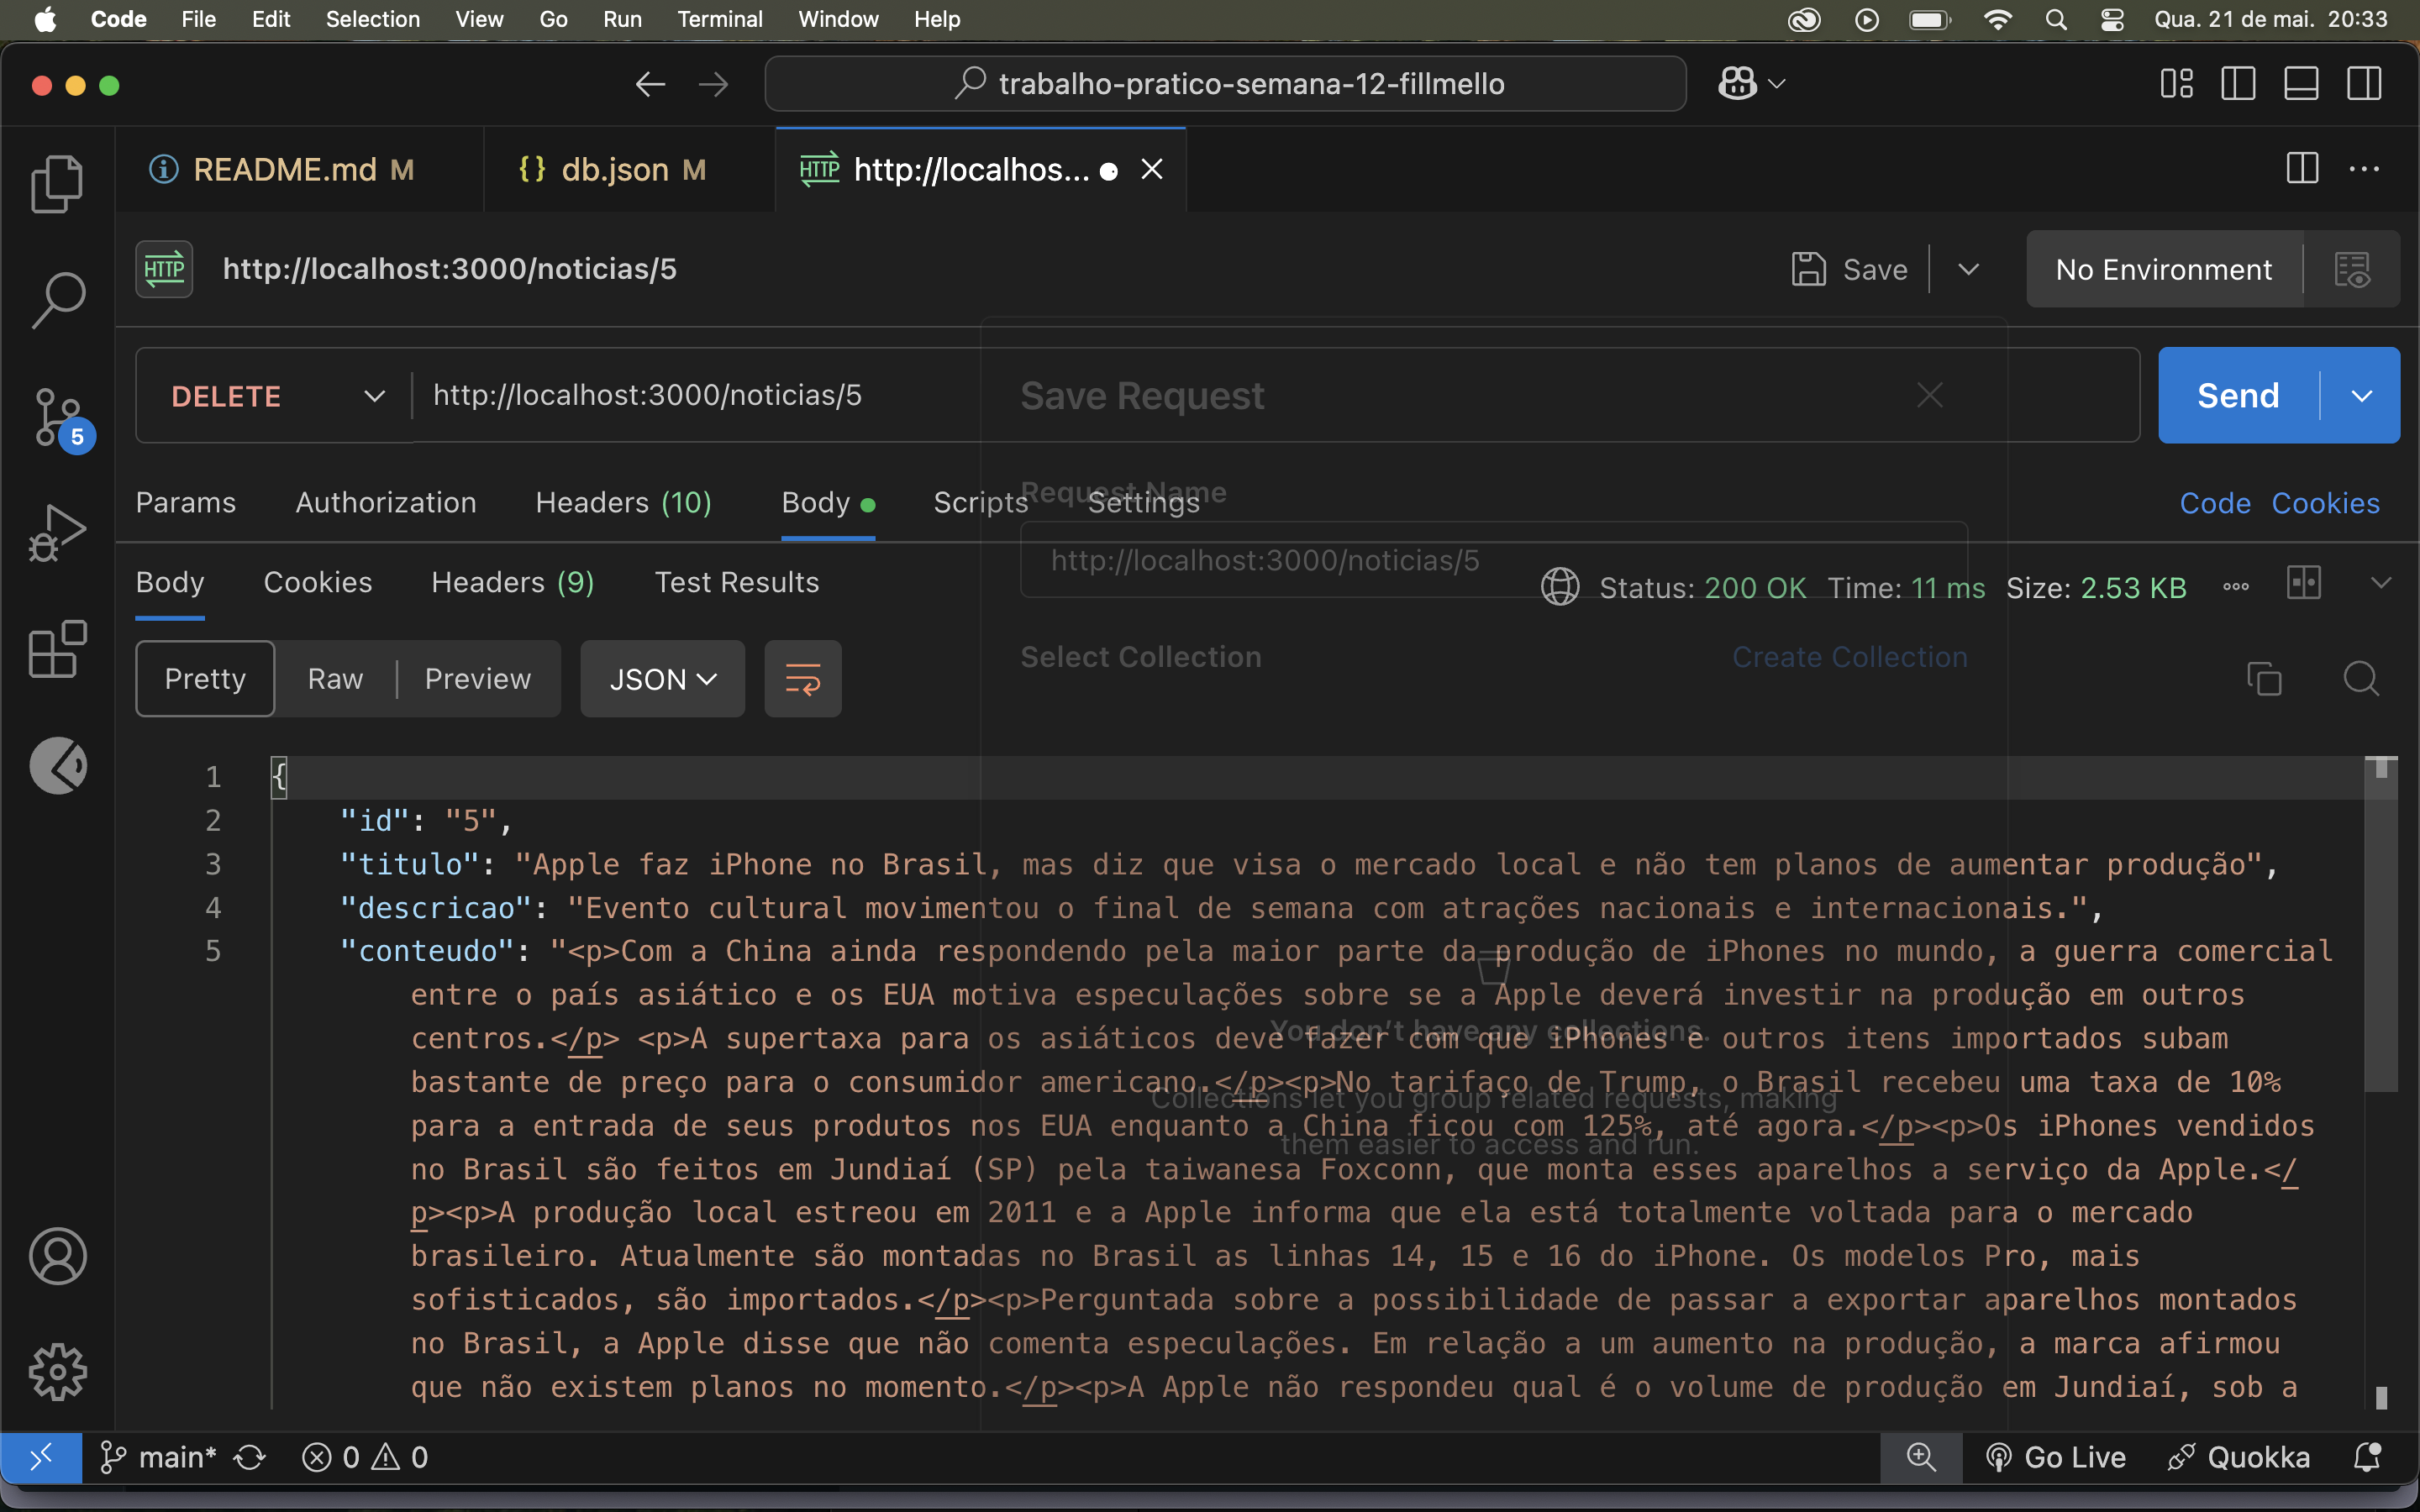 Code File Edit Selection View Go Run Terminal Window Help Qua. 21 de mai. 20:33
trabalho-pratico-semana-12-fillmello
README.md M
{} db.json M
HTTP http://localhos...
HTTP http://localhost:3000/noticias/5
Save
No Environment
DELETE http://localhost:3000/noticias/5
Save Request
Send
5
Params Authorization Headers (10) Body Scripts Settings
Request Name
Code Cookies
http://localhost:3000/noticias/5
Body Cookies Headers (9) Test Results
Status: 200 OK Time: 11 ms Size: 2.53 KB
Select Collection
Create Collection
Pretty Raw Preview JSON
1 {
2 "id": "5",
3 "titulo": "Apple faz iPhone no Brasil, mas diz que visa o mercado local e não tem planos de aumentar produção",
4 "descricao": "Evento cultural movimentou o final de semana com atrações nacionais e internacionais.",
5 "conteudo": "<p>Com a China ainda respondendo pela maior parte da produção de iPhones no mundo, a guerra comercial
entre o país asiático e os EUA motiva especulações sobre se a Apple deverá investir na produção em outros
centros.</p> <p>A supertaxa para os asiáticos deve fazer com que iPhones e outros itens importados subam
You don't have any collections.
bastante de preço para o consumidor americano.</p><p>No tarifaço de Trump, o Brasil recebeu uma taxa de 10%
Collections let you group related requests, making
para a entrada de seus produtos nos EUA enquanto a China ficou com 125%, até agora.</p><p>Os iPhones vendidos
them easier to access and run.
no Brasil são feitos em Jundiaí (SP) pela taiwanesa Foxconn, que monta esses aparelhos a serviço da Apple.</
p><p>A produção local estreou em 2011 e a Apple informa que ela está totalmente voltada para o mercado
brasileiro. Atualmente são montadas no Brasil as linhas 14, 15 e 16 do iPhone. Os modelos Pro, mais
sofisticados, são importados.</p><p>Perguntada sobre a possibilidade de passar a exportar aparelhos montados
no Brasil, a Apple disse que não comenta especulações. Em relação a um aumento na produção, a marca afirmou
que não existem planos no momento.</p><p>A Apple não respondeu qual é o volume de produção em Jundiaí, sob a
main* 0 0
Go Live Quokka